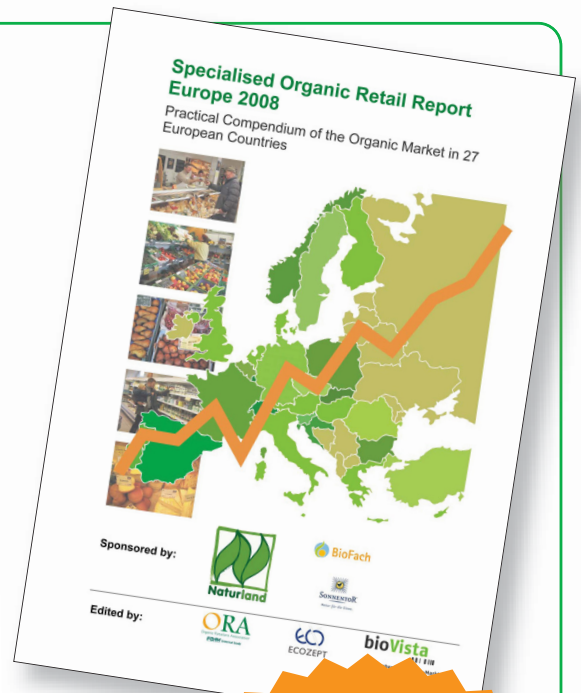 Specialised Organic Retail Report
Europe 2008
Practical Compendium of the Organic Market in 27
European Countries
Sponsored by:
Naturland
BioFach
SONNENTOR
Edited by:
ORA
ECOZEPT
bioVista